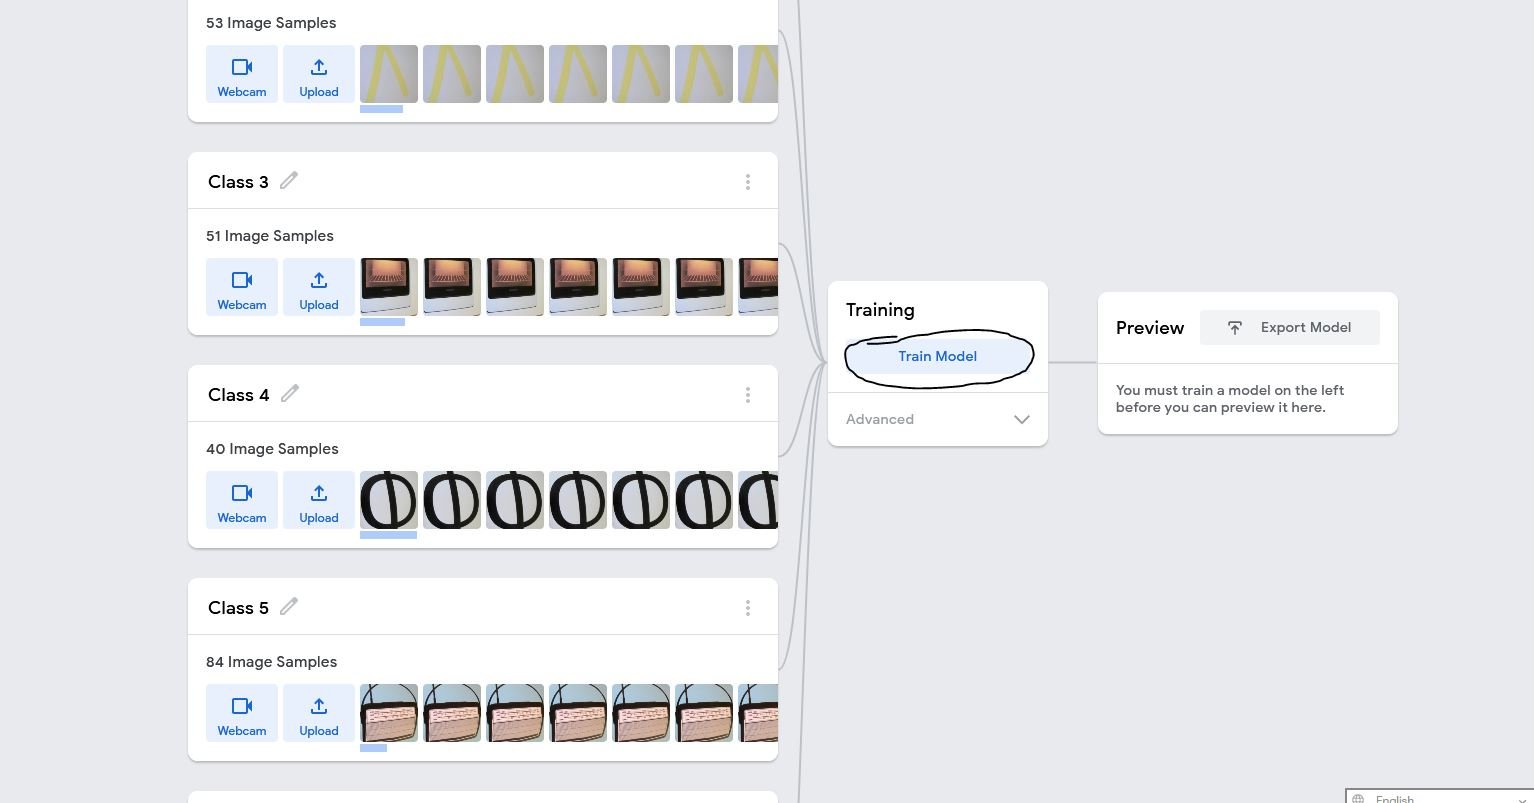 53 Image Samples
Webcam
Upload
Class 3
51 Image Samples
Webcam
Upload
Class 4
40 Image Samples
Webcam
Upload
Class 5
84 Image Samples
Webcam
Upload
Training
Train Model
Advanced
Preview
Export Model
You must train a model on the left
before you can preview it here.
English